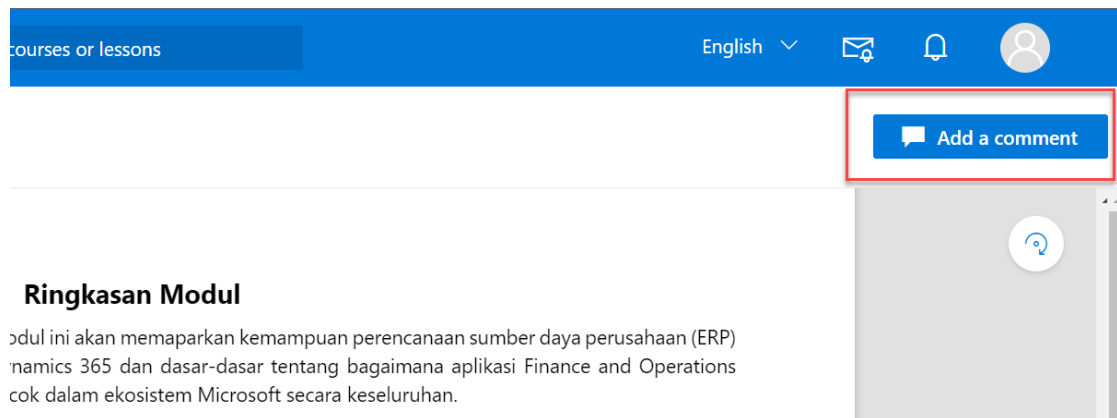 courses or lessons
English
Add a comment
Ringkasan Modul
odul ini akan memaparkan kemampuan perencanaan sumber daya perusahaan (ERP)
namics 365 dan dasar-dasar tentang bagaimana aplikasi Finance and Operations
cok dalam ekosistem Microsoft secara keseluruhan.